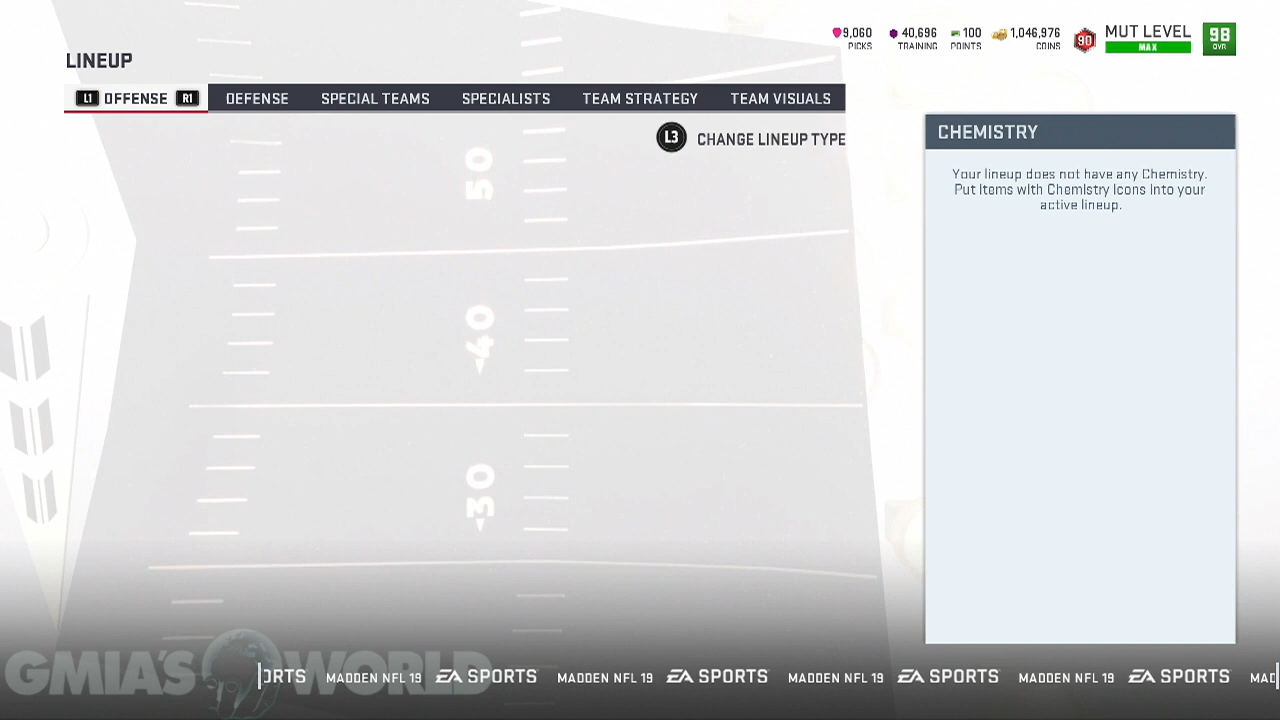 LINEUP
9,060 PICKS
40,696 TRAINING
100 POINTS
1,046,976 COINS
90
MUT LEVEL
MAX
98 OVR
L1 OFFENSE R1
DEFENSE
SPECIAL TEAMS
SPECIALISTS
TEAM STRATEGY
TEAM VISUALS
L3 CHANGE LINEUP TYPE
CHEMISTRY
Your lineup does not have any Chemistry.
Put items with Chemistry icons into your
active lineup.
50
40
30
GMIA'S WORLD
ORTS MADDEN NFL 19 EA SPORTS MADDEN NFL 19 EA SPORTS MADDEN NFL 19 EA SPORTS MADDEN NFL 19 EA SPORTS MAD